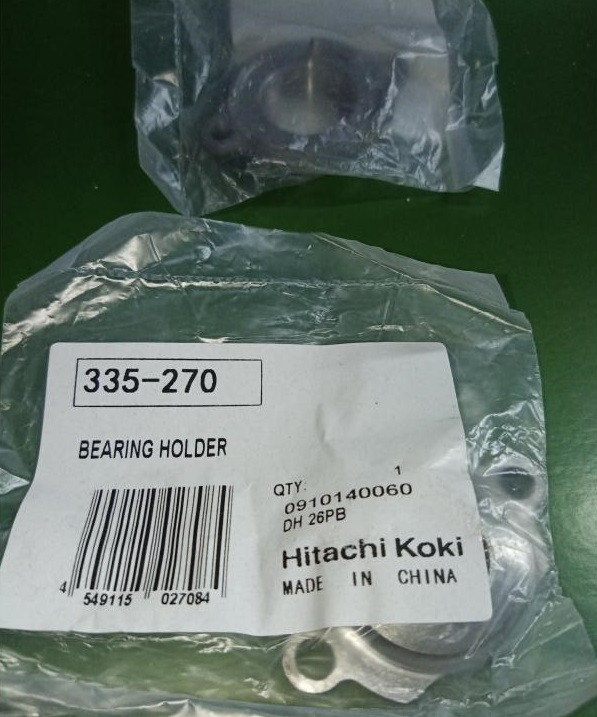 335-270
BEARING HOLDER
QTY: 1
0910140060
DH 26PB
Hitachi Koki
MADE IN CHINA
4 549115 027084